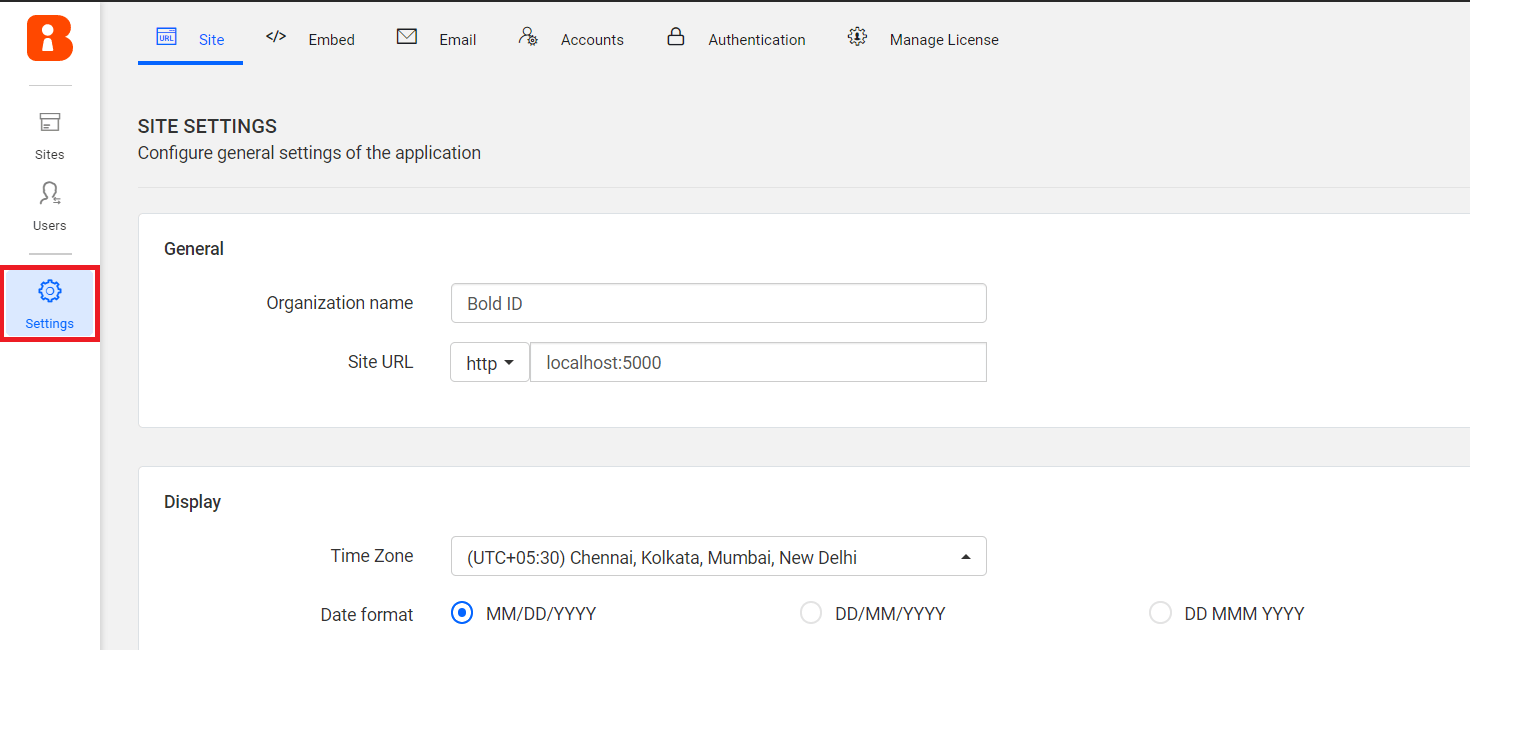 URL Site </> Embed Email Accounts Authentication Manage License
Sites
Users
Settings
SITE SETTINGS
Configure general settings of the application
General
Organization name Bold ID
Site URL http localhost:5000
Display
Time Zone (UTC+05:30) Chennai, Kolkata, Mumbai, New Delhi
Date format MM/DD/YYYY DD/MM/YYYY DD MMM YYYY